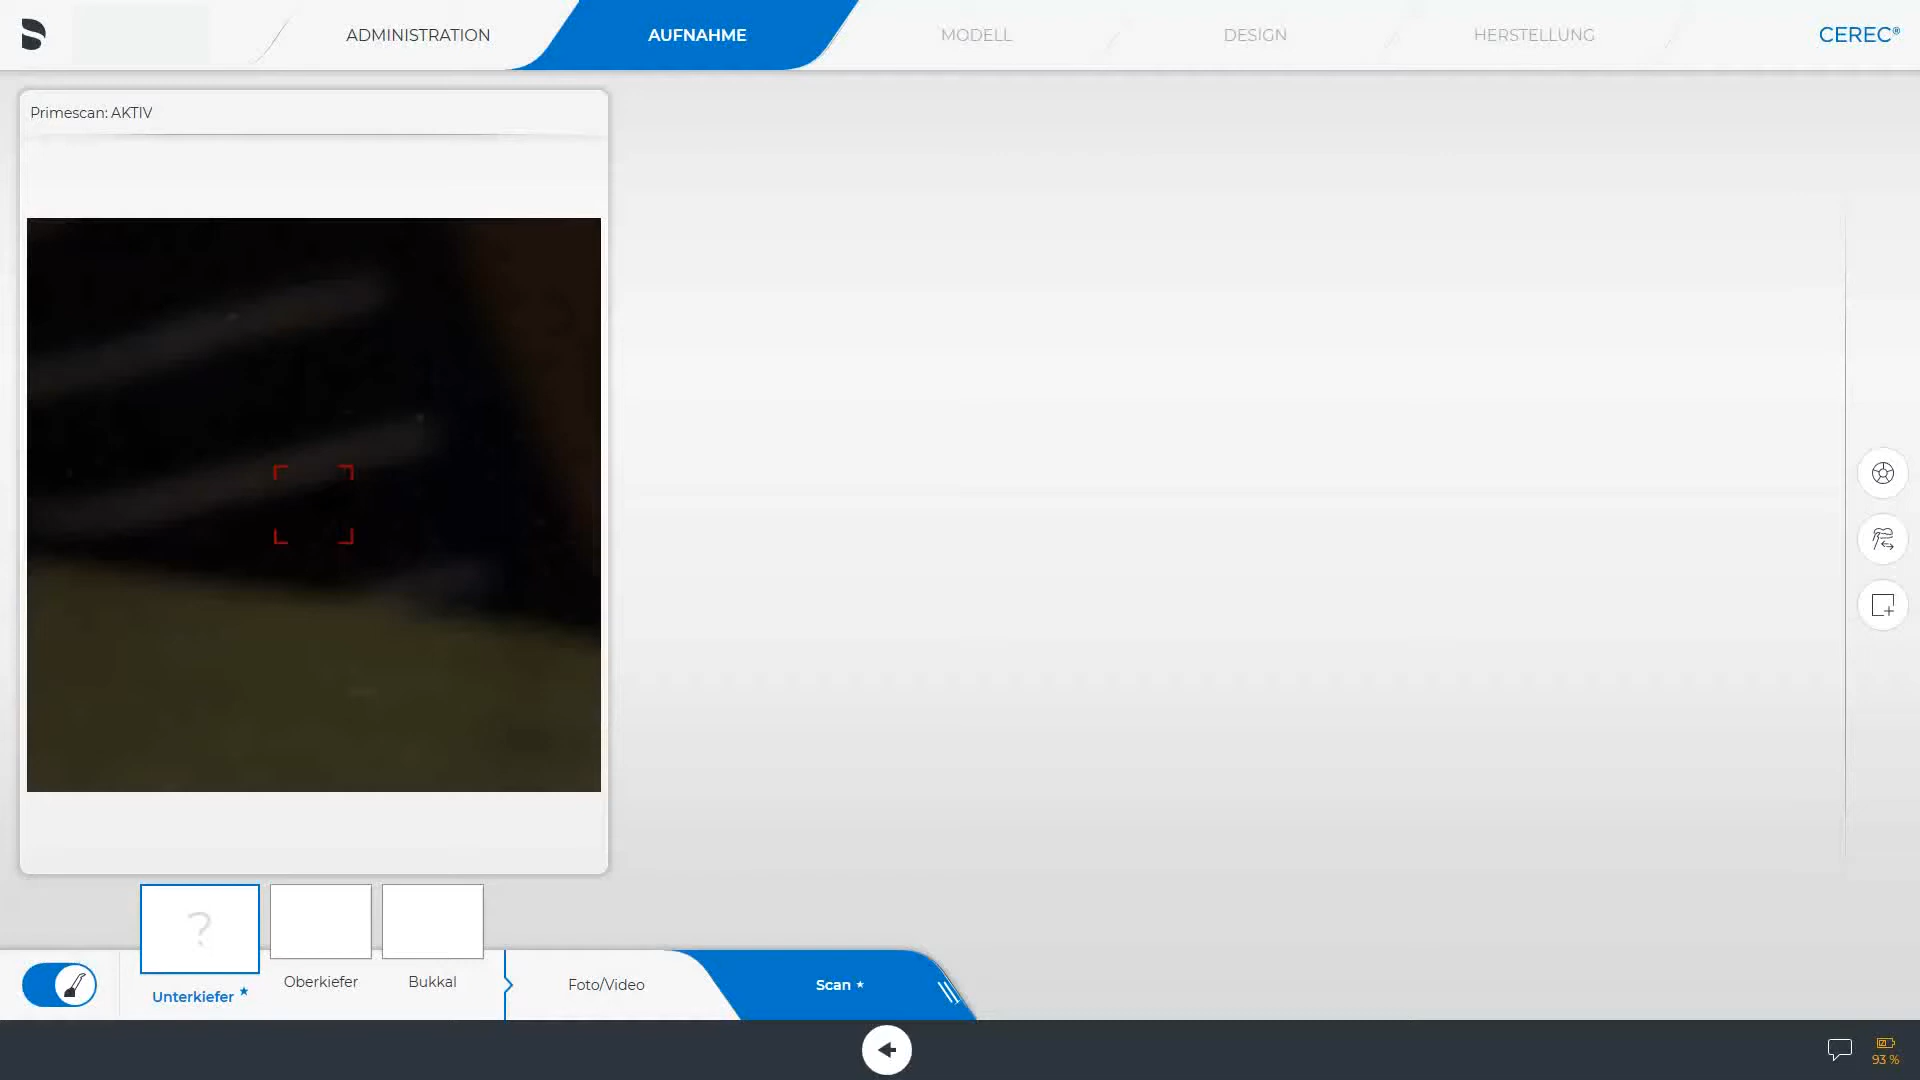 ADMINISTRATION
AUFNAHME
MODELL
DESIGN
HERSTELLUNG
CEREC®
Primescan: AKTIV
?
Unterkiefer *
Oberkiefer
Bukkal
Foto/Video
Scan *
93 %